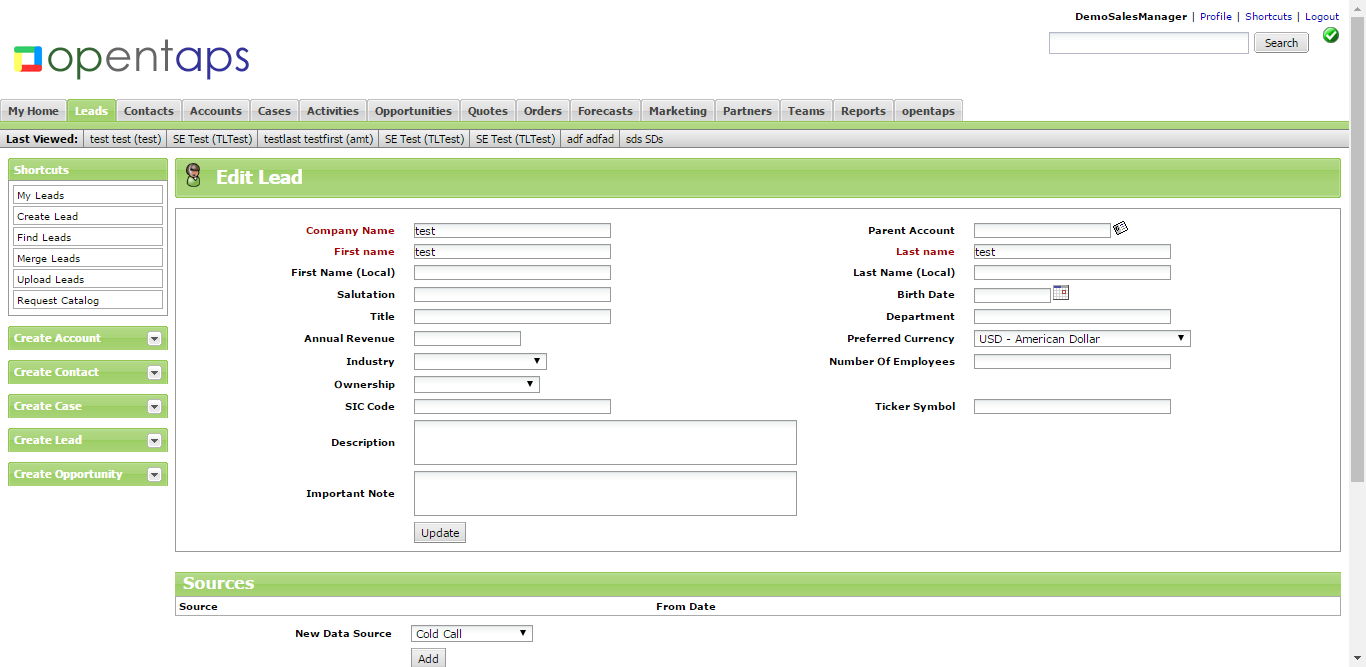 DemoSalesManager | Profile | Shortcuts | Logout
opentaps
Search
My Home Leads Contacts Accounts Cases Activities Opportunities Quotes Orders Forecasts Marketing Partners Teams Reports opentaps
Last Viewed: test test (test) SE Test (TLTest) testlast testfirst (amt) SE Test (TLTest) SE Test (TLTest) adf adfad sds SDs
Shortcuts
My Leads
Create Lead
Find Leads
Merge Leads
Upload Leads
Request Catalog
Create Account
Create Contact
Create Case
Create Lead
Create Opportunity
Edit Lead
Company Name test Parent Account
First name test Last name test
First Name (Local) Last Name (Local)
Salutation Birth Date
Title Department
Annual Revenue Preferred Currency USD - American Dollar
Industry Number Of Employees
Ownership
SIC Code Ticker Symbol
Description
Important Note
Update
Sources
Source From Date
New Data Source Cold Call
Add